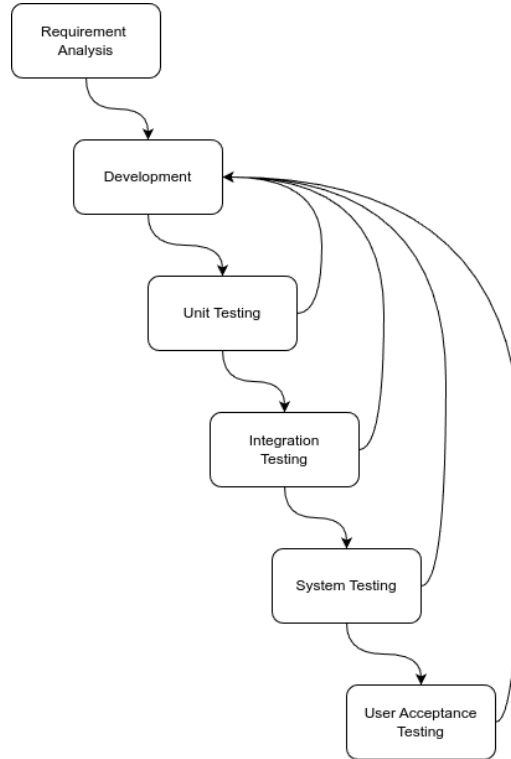 Requirement
Analysis
Development
Unit Testing
Integration
Testing
System Testing
User Acceptance
Testing